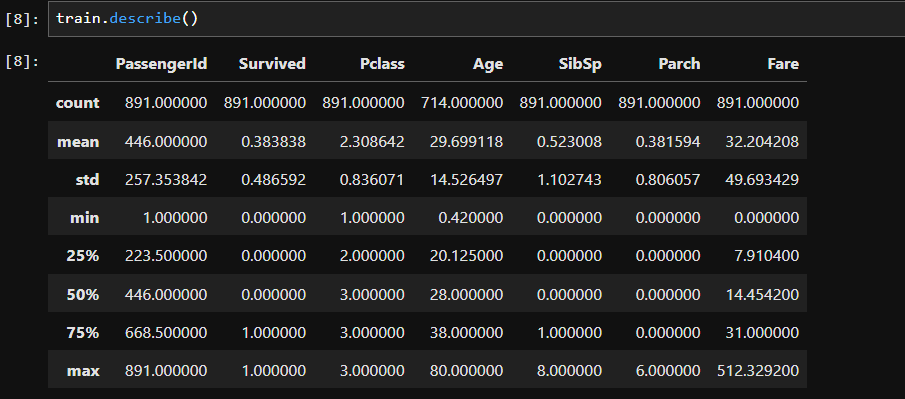 [8]: train.describe()
[8]: PassengerId Survived Pclass Age SibSp Parch Fare
count 891.000000 891.000000 891.000000 714.000000 891.000000 891.000000 891.000000
mean 446.000000 0.383838 2.308642 29.699118 0.523008 0.381594 32.204208
std 257.353842 0.486592 0.836071 14.526497 1.102743 0.806057 49.693429
min 1.000000 0.000000 1.000000 0.420000 0.000000 0.000000 0.000000
25% 223.500000 0.000000 2.000000 20.125000 0.000000 0.000000 7.910400
50% 446.000000 0.000000 3.000000 28.000000 0.000000 0.000000 14.454200
75% 668.500000 1.000000 3.000000 38.000000 1.000000 0.000000 31.000000
max 891.000000 1.000000 3.000000 80.000000 8.000000 6.000000 512.329200